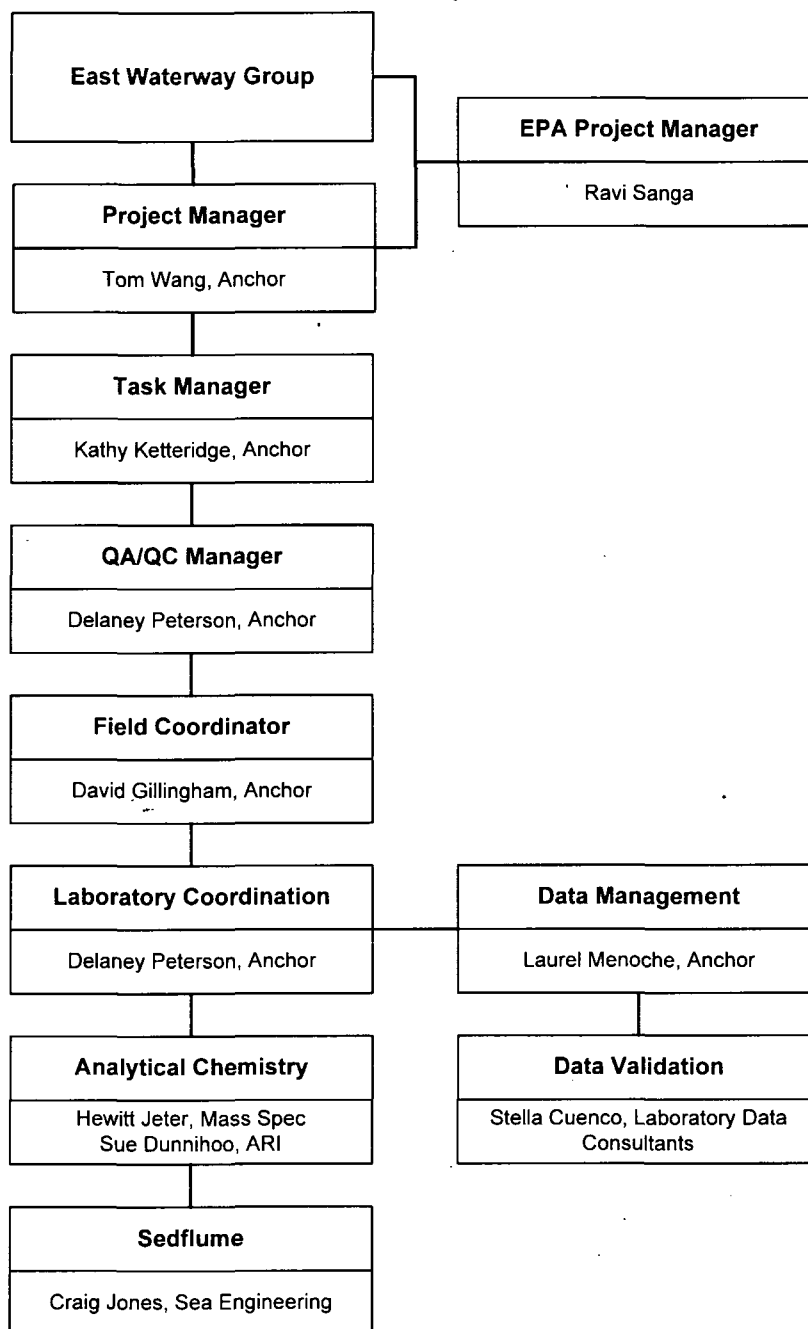 East Waterway Group
EPA Project Manager
Ravi Sanga
Project Manager
Tom Wang, Anchor
Task Manager
Kathy Ketteridge, Anchor
QA/QC Manager
Delaney Peterson, Anchor
Field Coordinator
David Gillingham, Anchor
Laboratory Coordination
Delaney Peterson, Anchor
Data Management
Laurel Menoche, Anchor
Analytical Chemistry
Hewitt Jeter, Mass Spec
Sue Dunnihoo, ARI
Data Validation
Stella Cuenco, Laboratory Data
Consultants
Sedflume
Craig Jones, Sea Engineering